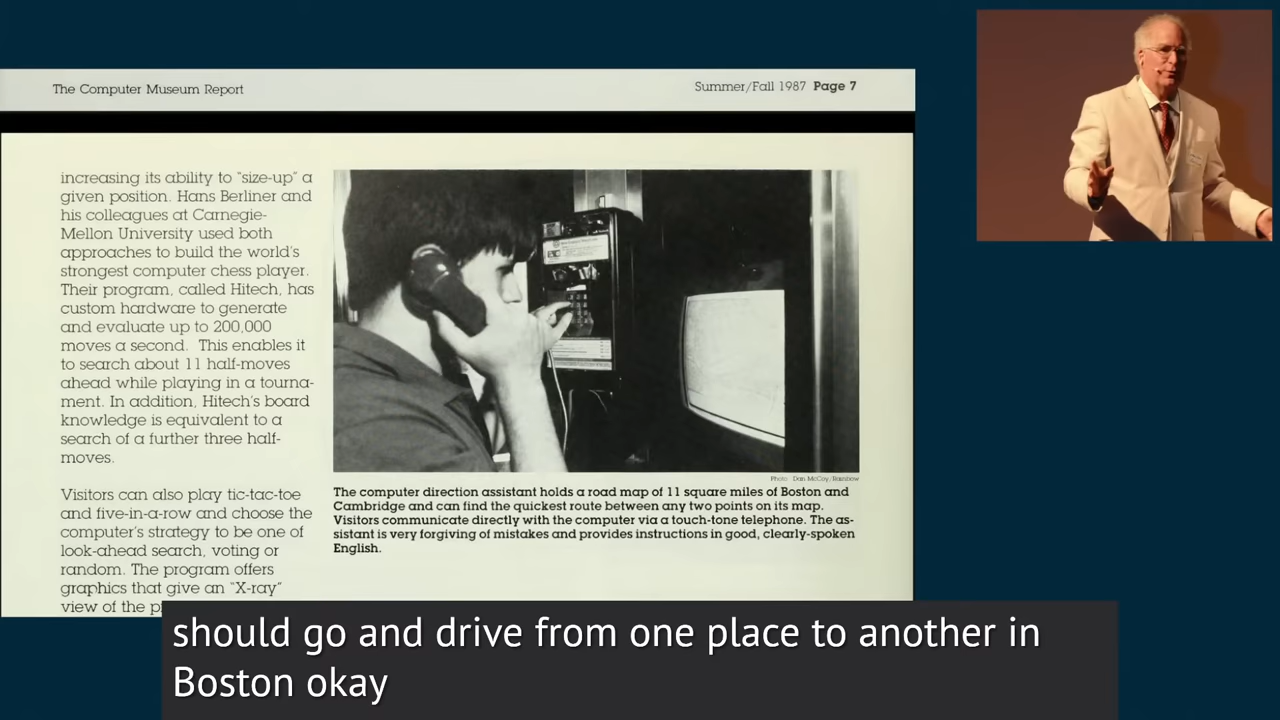 The Computer Museum Report
Summer/Fall 1987 Page 7
increasing its ability to "size-up" a
given position. Hans Berliner and
his colleagues at Carnegie-
Mellon University used both
approaches to build the world's
strongest computer chess player.
Their program, called Hitech, has
custom hardware to generate
and evaluate up to 200,000
moves a second. This enables it
to search about 11 half-moves
ahead while playing in a tourna-
ment. In addition, Hitech's board
knowledge is equivalent to a
search of a further three half-
moves.
Visitors can also play tic-tac-toe
and five-in-a-row and choose the
computer's strategy to be one of
look-ahead search, voting or
random. The program offers
graphics that give an "X-ray"
view of the
Photo: Dan McCoy/Rainbow
The computer direction assistant holds a road map of 11 square miles of Boston and
Cambridge and can find the quickest route between any two points on its map.
Visitors communicate directly with the computer via a touch-tone telephone. The as-
sistant is very forgiving of mistakes and provides instructions in good, clearly-spoken
English.
should go and drive from one place to another in
Boston okay